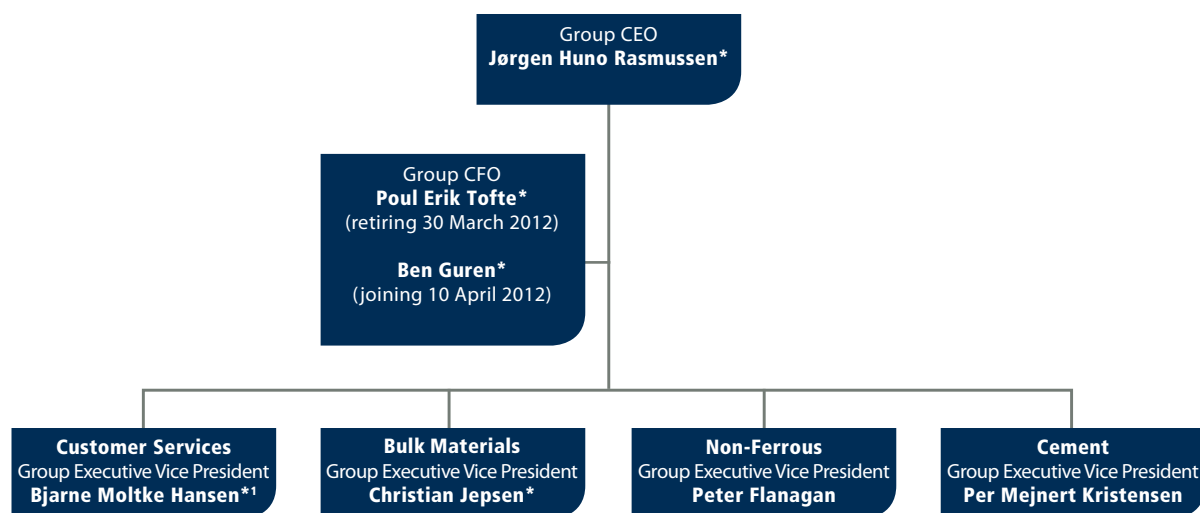 Group CEO
Jørgen Huno Rasmussen*
Group CFO
Poul Erik Tofte*
(retiring 30 March 2012)
Ben Guren*
(joining 10 April 2012)
Customer Services
Group Executive Vice President
Bjarne Moltke Hansen*¹
Bulk Materials
Group Executive Vice President
Christian Jepsen*
Non-Ferrous
Group Executive Vice President
Peter Flanagan
Cement
Group Executive Vice President
Per Mejnert Kristensen